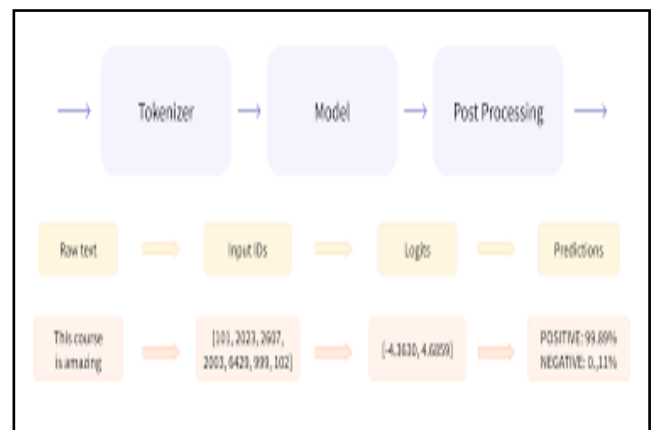 Tokenizer
Model
Post Processing
Raw text
Input IDs
Logits
Predictions
This course
is amazing
[101, 2023, 2607,
2003, 6429, 999, 102]
[-4.3630, 4.6859]
POSITIVE: 99.89%
NEGATIVE: 0.,11%